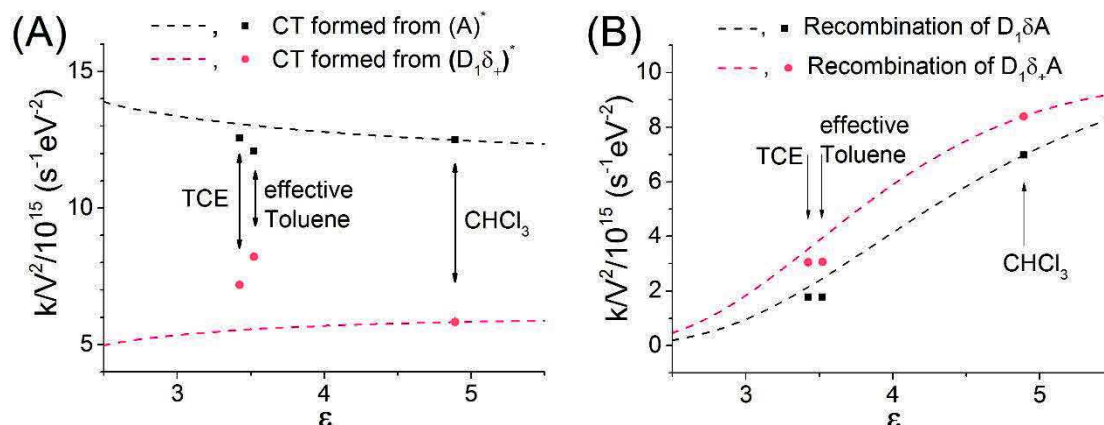 (A)
- - - - , ■ CT formed from (A)*
- - - - , ● CT formed from (D₁δ₊)*
15
10
5
k/V²/10¹⁵ (s⁻¹eV⁻²)
TCE
effective
Toluene
CHCl₃
3 4 5
ε
(B)
- - - - , ■ Recombination of D₁δA
- - - - , ● Recombination of D₁δ₊A
10
8
6
4
2
0
k/V²/10¹⁵ (s⁻¹eV⁻²)
effective
TCE Toluene
CHCl₃
3 4 5
ε